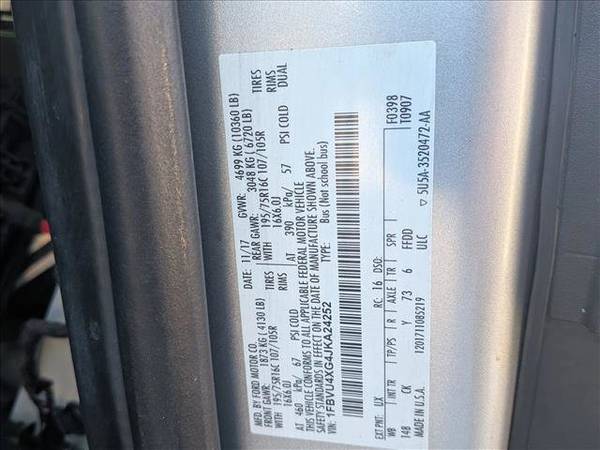 MFD. BY FORD MOTOR CO.
DATE: 11/17 GVWR: 4699 KG (10360 LB)
FRONT GAWR: 1873 KG ( 4130 LB) REAR GAWR: 3048 KG ( 6720 LB)
WITH TIRES WITH TIRES
195/75R16C 107/105R 195/75R16C 107/105R
16X6.0J RIMS 16X6.0J RIMS
AT 460 kPa/ 67 PSI COLD AT 390 kPa/ 57 PSI COLD DUAL
THIS VEHICLE CONFORMS TO ALL APPLICABLE FEDERAL MOTOR VEHICLE
SAFETY STANDARDS IN EFFECT ON THE DATE OF MANUFACTURE SHOWN ABOVE.
VIN: 1FBVU4XG4JKA24252 TYPE: Bus (Not school bus)
F0398
T0907
EXT PNT: UX RC: 16 DSO:
WB INT TR TP/PS R AXLE TR SPR
148 CK Y 73 6 FFDD
MADE IN U.S.A. 1201711085219 ULC
▽ 5U5A-3520472-AA